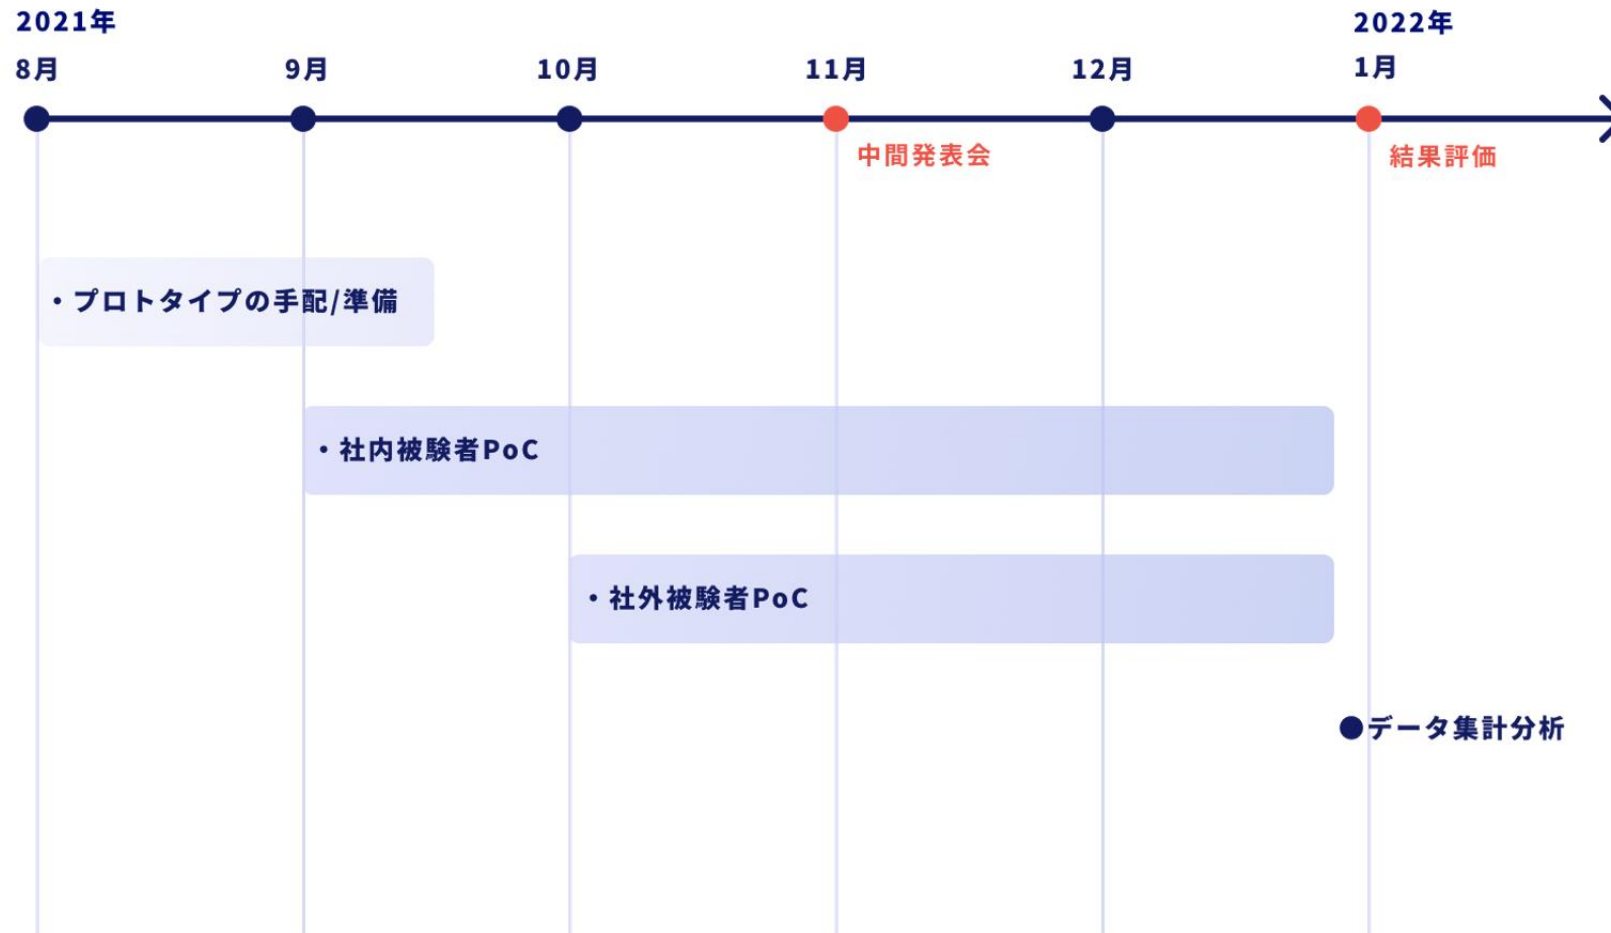 2021年
2022年
8月
9月
10月
11月
12月
1月
中間発表会
結果評価
・プロトタイプの手配/準備
・社内被験者PoC
・社外被験者PoC
●データ集計分析